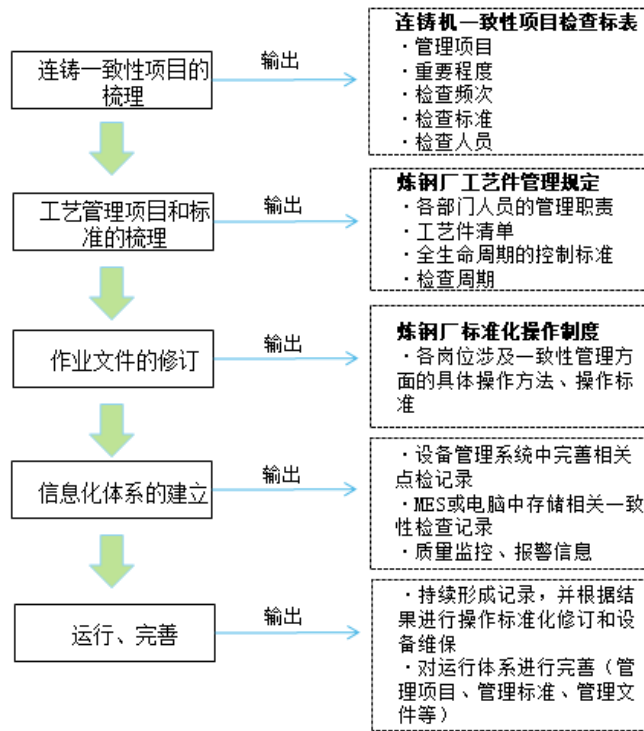 连铸一致性项目的
梳理
输出
连铸机一致性项目检查标表
·管理项目
·重要程度
·检查频次
·检查标准
·检查人员
工艺管理项目和标
准的梳理
输出
炼钢厂工艺件管理规定
·各部门人员的管理职责
·工艺件清单
·全生命周期的控制标准
·检查周期
作业文件的修订
输出
炼钢厂标准化操作制度
·各岗位涉及一致性管理方
面的具体操作方法、操作标
准
信息化体系的建立
输出
·设备管理系统中完善相关
点检记录
·MES或电脑中存储相关一致
性检查记录
·质量监控、报警信息
运行、完善
输出
·持续形成记录，并根据结
果进行操作标准化修订和设
备维保
·对运行体系进行完善（管
理项目、管理标准、管理文
件等）